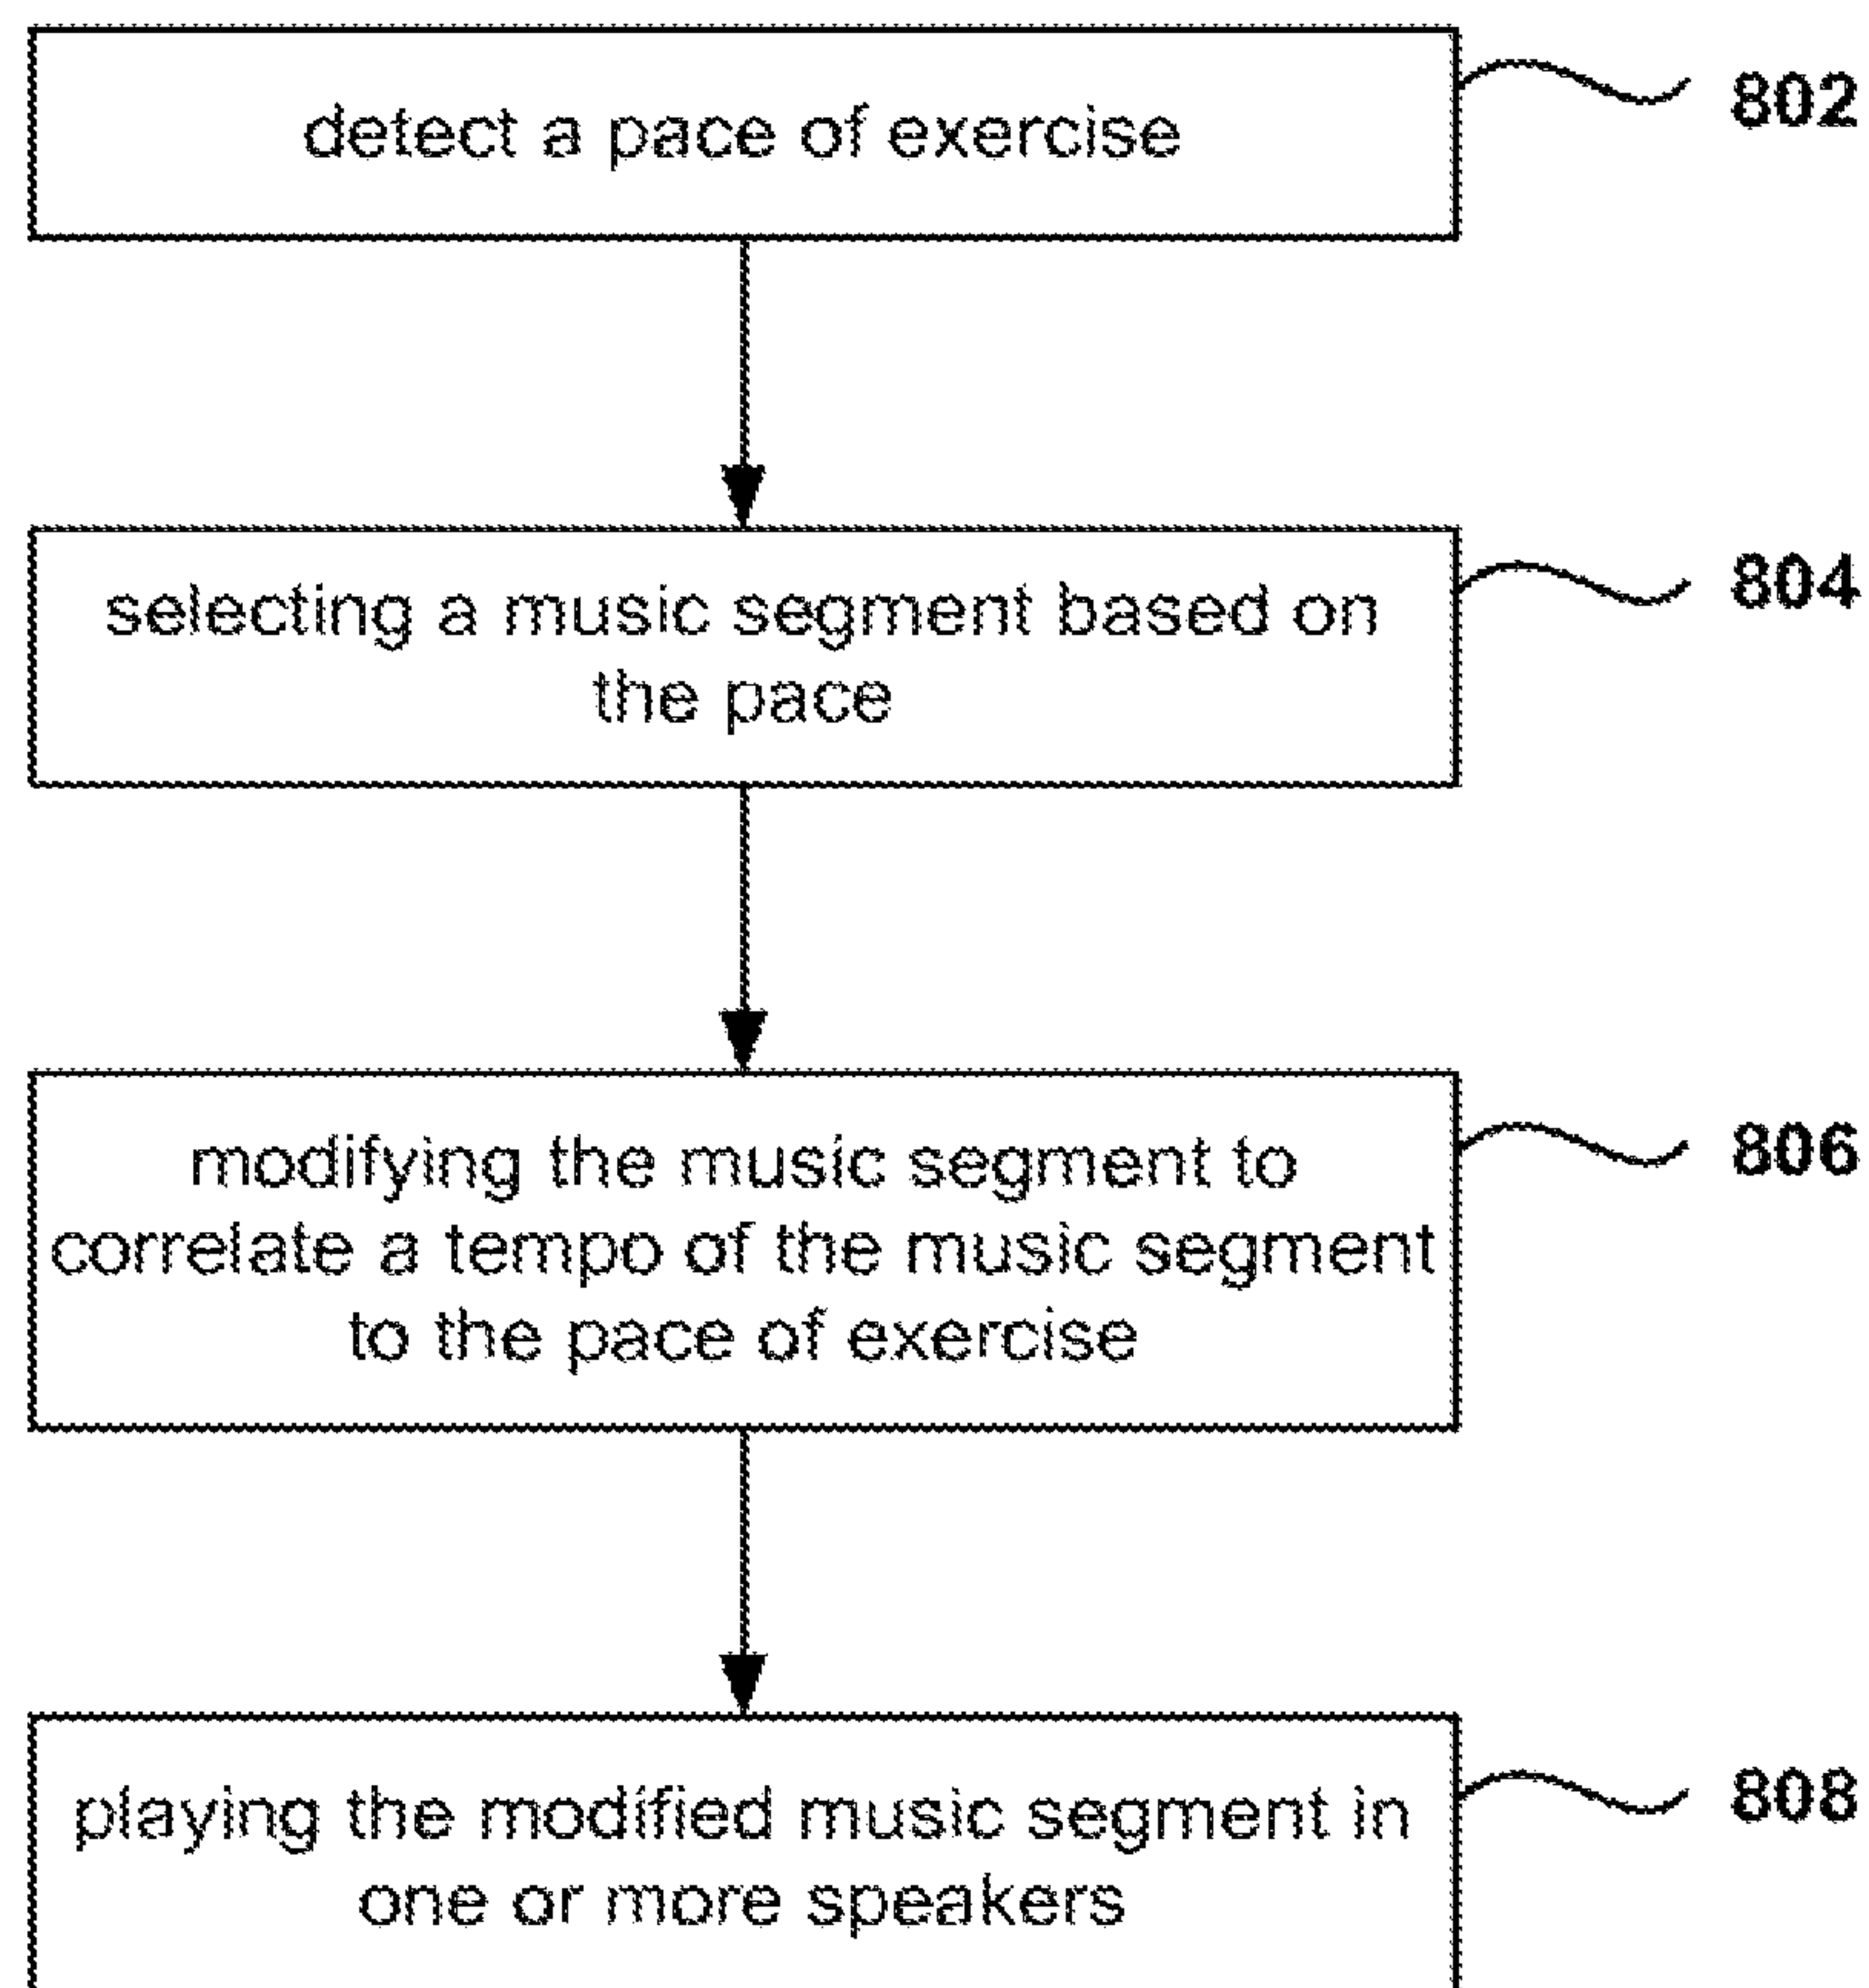 detect a pace of exercise
802
selecting a music segment based on
the pace
804
modifying the music segment to
correlate a tempo of the music segment
to the pace of exercise
806
playing the modified music segment in
one or more speakers
808